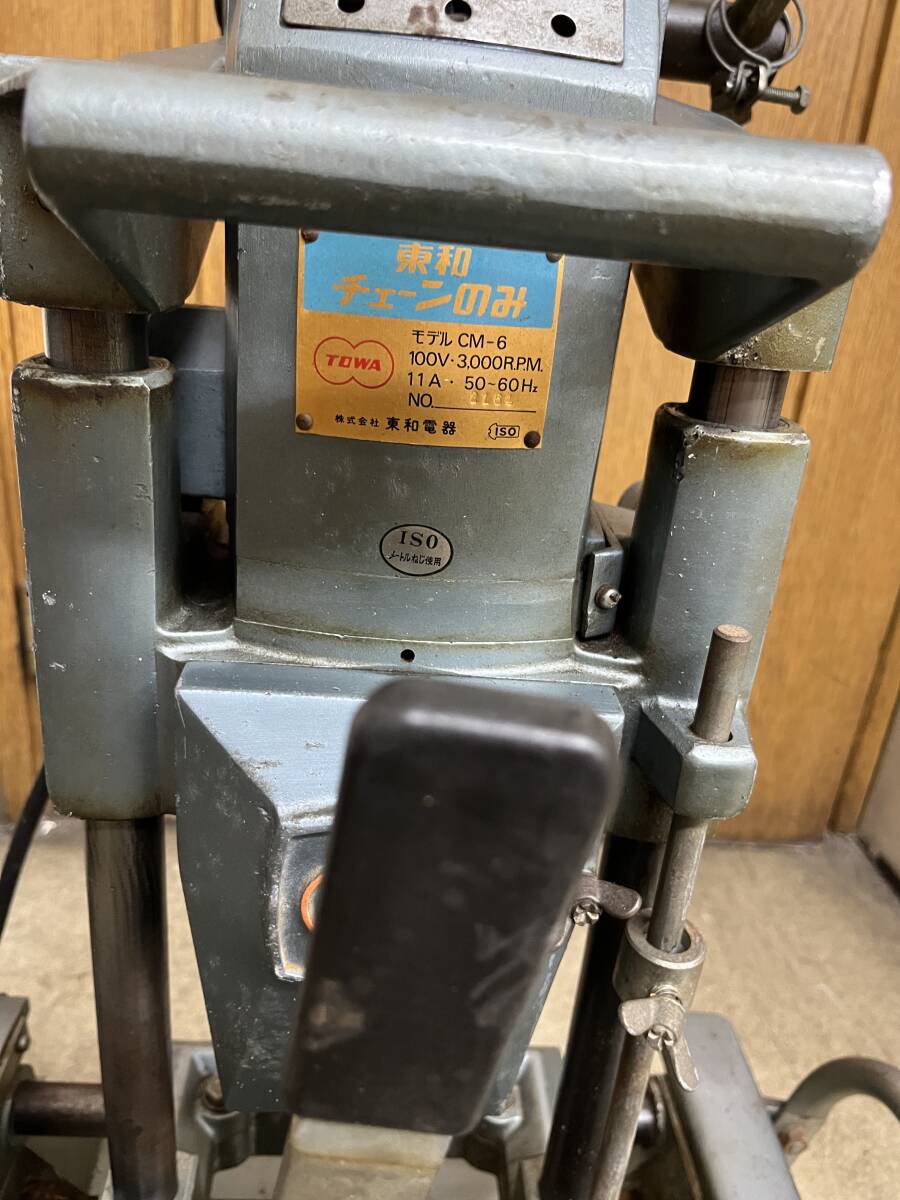 東和
チェーンのみ
モデル CM-6
TOWA
100V・3,000R.P.M.
11A・ 50~60Hz
NO.
株式会社 東和電器
ISO
ISO
メートルねじ使用